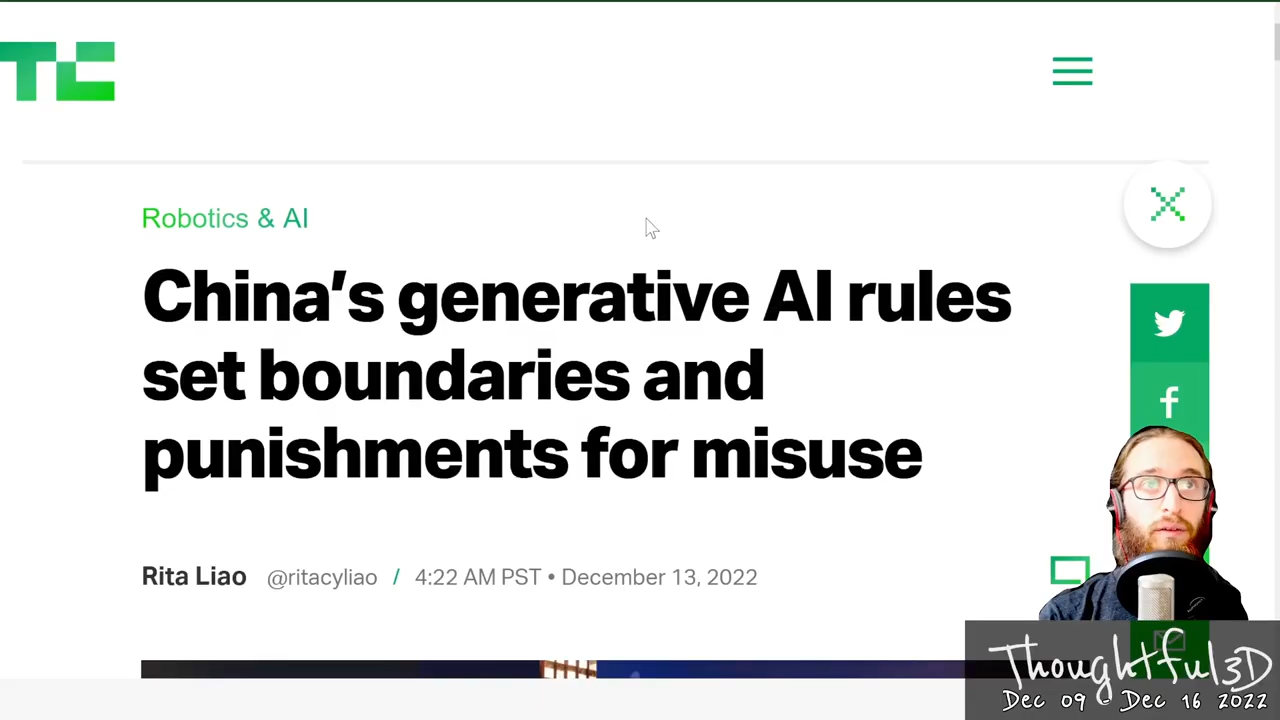 TC
Robotics & AI
China's generative AI rules
set boundaries and
punishments for misuse
Rita Liao @ritacyliao / 4:22 AM PST • December 13, 2022
f
Thoughtful3D
Dec 09 - Dec 16 2022